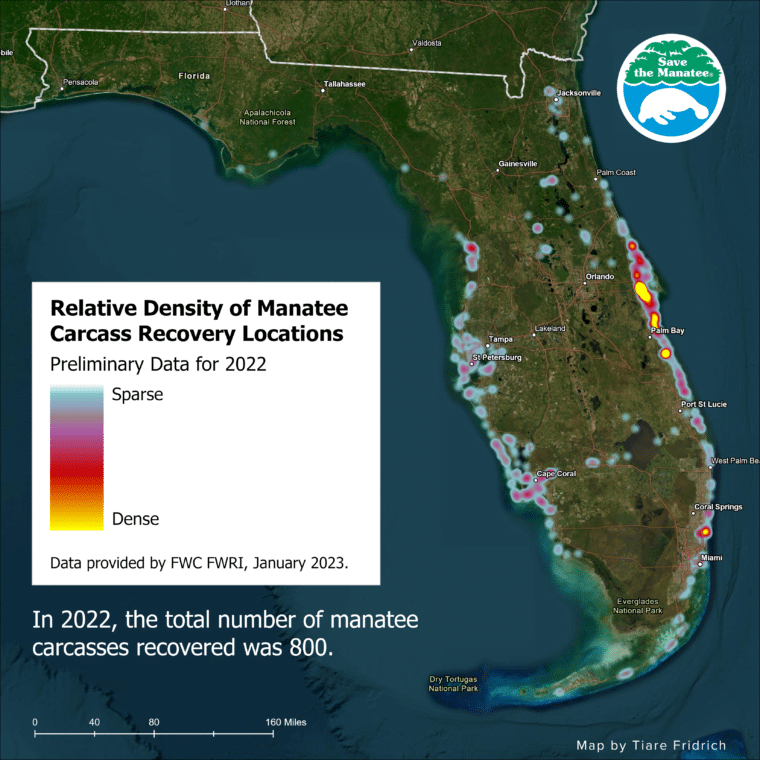 Dothan
Valdosta
bile
Pensacola
Florida
Tallahassee
Apalachicola
National Forest
Jacksonville
Save
the Manatee®
Gainesville
Palm Coast
Orlando
Relative Density of Manatee
Carcass Recovery Locations
Preliminary Data for 2022
Sparse
Dense
Data provided by FWC FWRI, January 2023.
Lakeland
Palm Bay
Tampa
St Petersburg
Port St Lucie
West Palm Bea
Cape Coral
Coral Springs
Miami
Everglades
National Park
In 2022, the total number of manatee
carcasses recovered was 800.
Dry Tortugas
National Park
0 40 80 160 Miles
Map by Tiare Fridrich